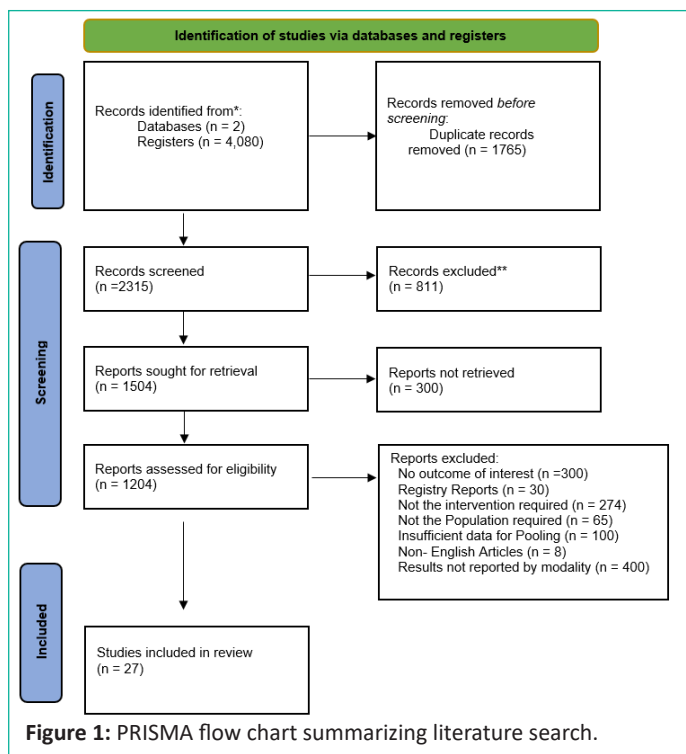 Identification of studies via databases and registers
Identification
Records identified from*:
Databases (n = 2)
Registers (n = 4,080)
Records removed before
screening:
Duplicate records
removed (n = 1765)
Screening
Records screened
(n =2315)
Records excluded**
(n = 811)
Reports sought for retrieval
(n = 1504)
Reports not retrieved
(n = 300)
Reports assessed for eligibility
(n = 1204)
Reports excluded:
No outcome of interest (n =300)
Registry Reports (n = 30)
Not the intervention required (n = 274)
Not the Population required (n = 65)
Insufficient data for Pooling (n = 100)
Non- English Articles (n = 8)
Results not reported by modality (n = 400)
Included
Studies included in review
(n = 27)
Figure 1: PRISMA flow chart summarizing literature search.